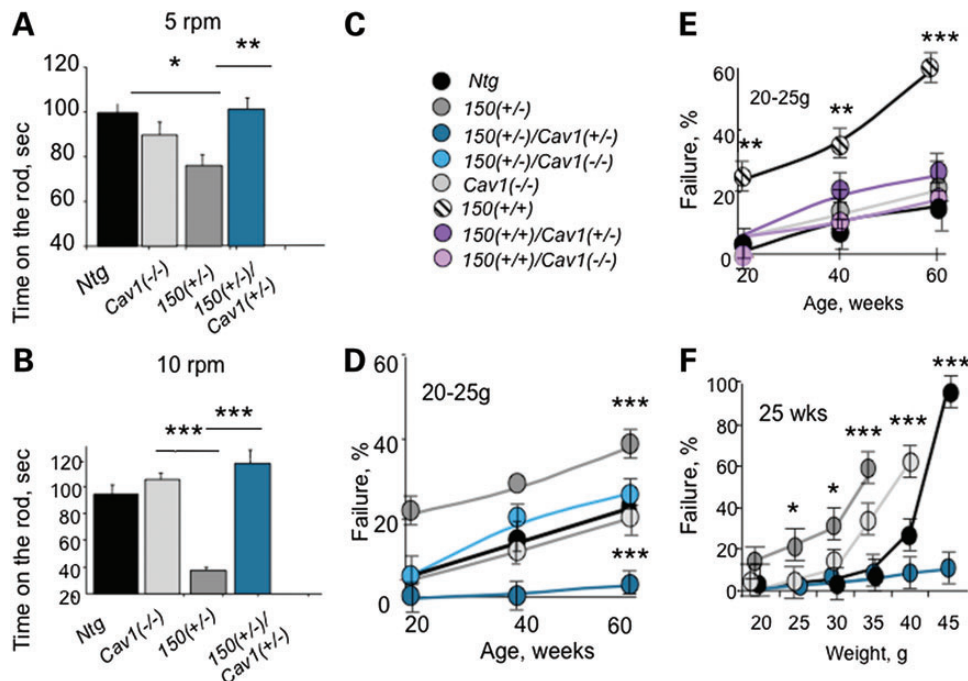 A
5 rpm
Time on the rod, sec
120
100
80
60
40
*
**
Ntg
Cav1(-/-)
150(+/-)
150(+/-)/
Cav1(+/-)
B
10 rpm
Time on the rod, sec
120
100
80
60
40
20
***
***
Ntg
Cav1(-/-)
150(+/-)
150(+/-)/
Cav1(+/-)
C
Ntg
150(+/-)
150(+/-)/Cav1(+/-)
150(+/-)/Cav1(-/-)
Cav1(-/-)
150(+/+)
150(+/+)/Cav1(+/-)
150(+/+)/Cav1(-/-)
D
20-25g
Failure, %
60
40
20
0
***
***
20
40
60
Age, weeks
E
20-25g
Failure, %
60
40
20
0
**
**
***
20
40
60
Age, weeks
F
25 wks
Failure, %
100
80
60
40
20
0
*
*
***
***
***
20
25
30
35
40
45
Weight, g